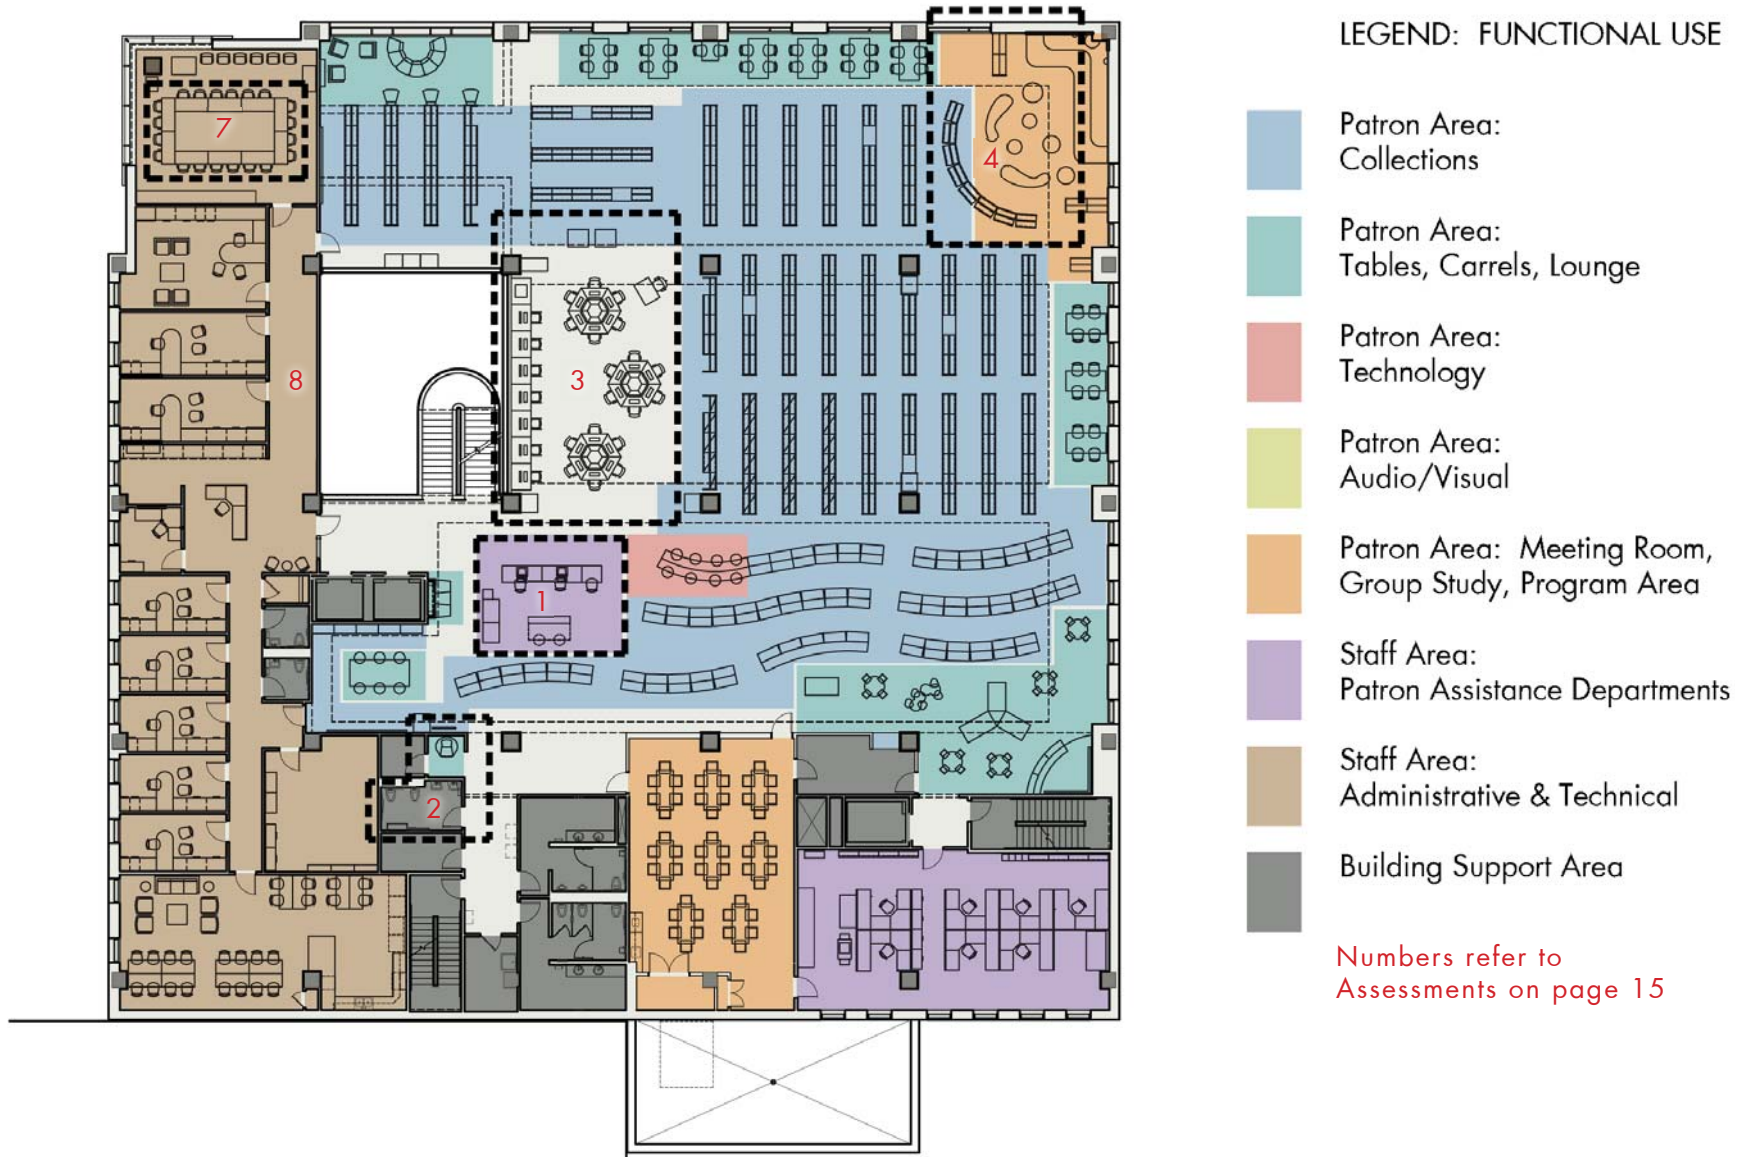 LEGEND: FUNCTIONAL USE
Patron Area:
Collections
Patron Area:
Tables, Carrels, Lounge
Patron Area:
Technology
Patron Area:
Audio/Visual
Patron Area: Meeting Room,
Group Study, Program Area
Staff Area:
Patron Assistance Departments
Staff Area:
Administrative & Technical
Building Support Area
Numbers refer to
Assessments on page 15
7
4
8
3
1
2